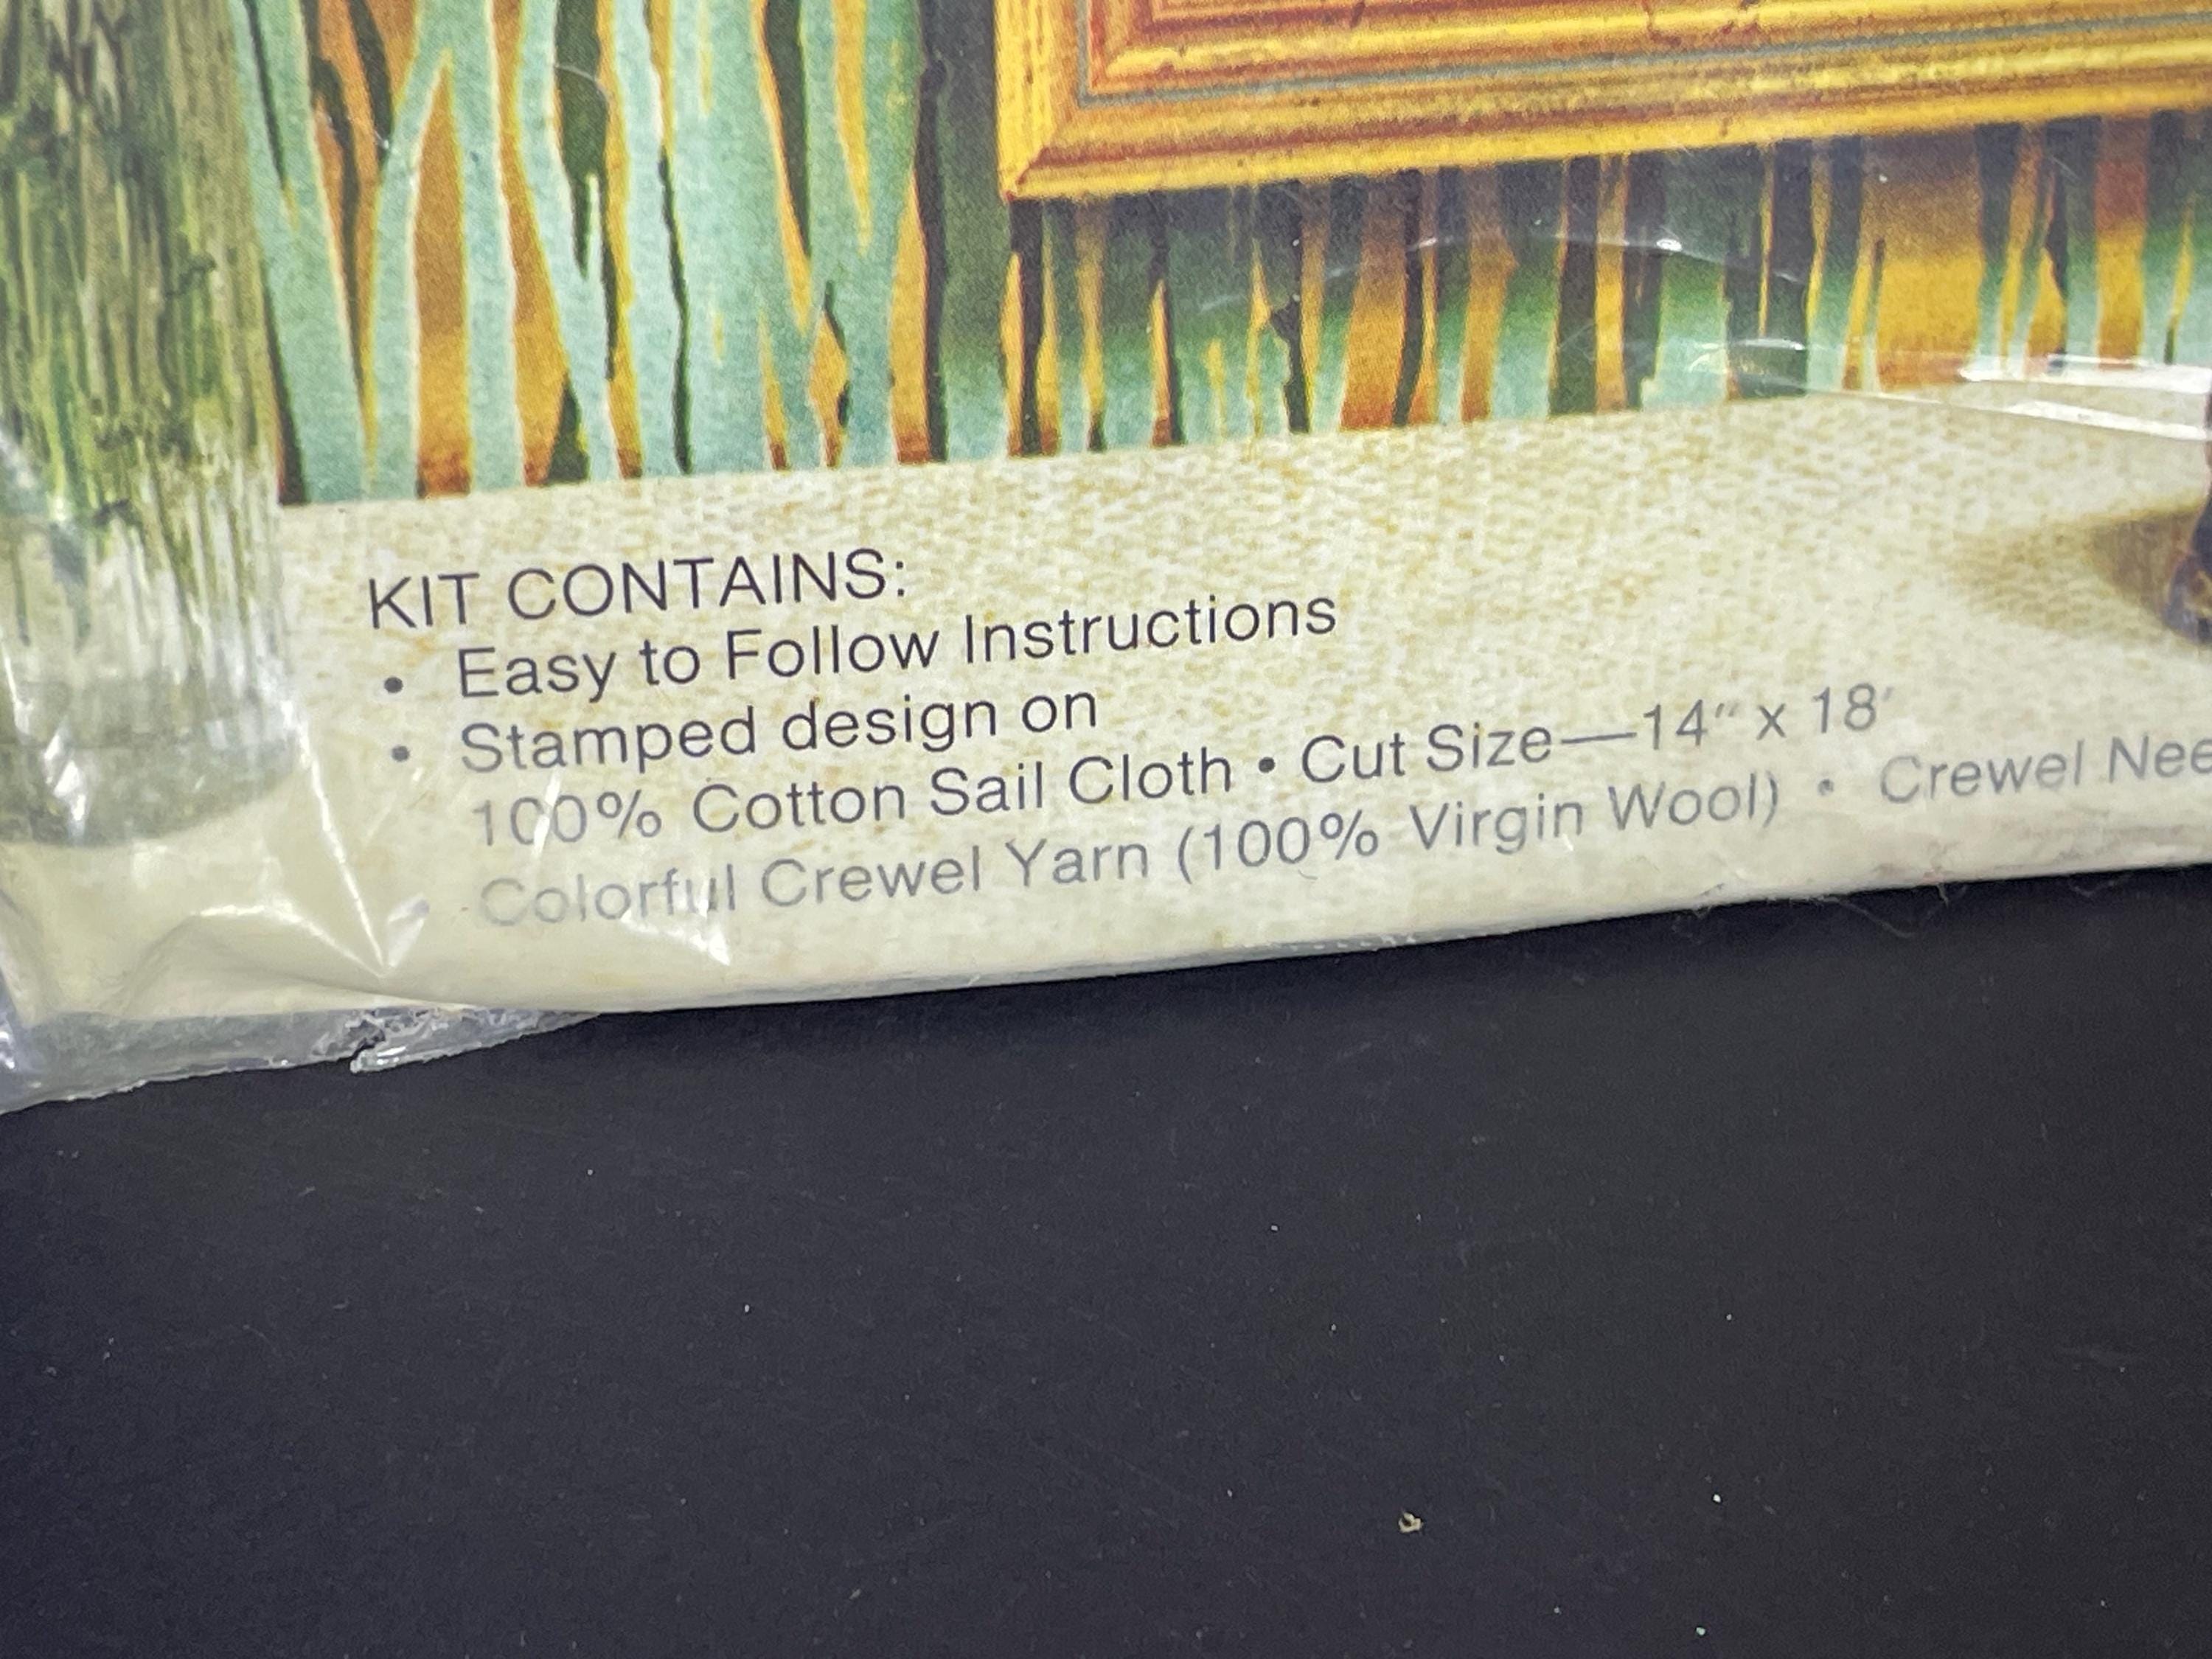 KIT CONTAINS:
• Easy to Follow Instructions
• Stamped design on
100% Cotton Sail Cloth • Cut Size—14" x 18'
• Colorful Crewel Yarn (100% Virgin Wool) • Crewel Nee